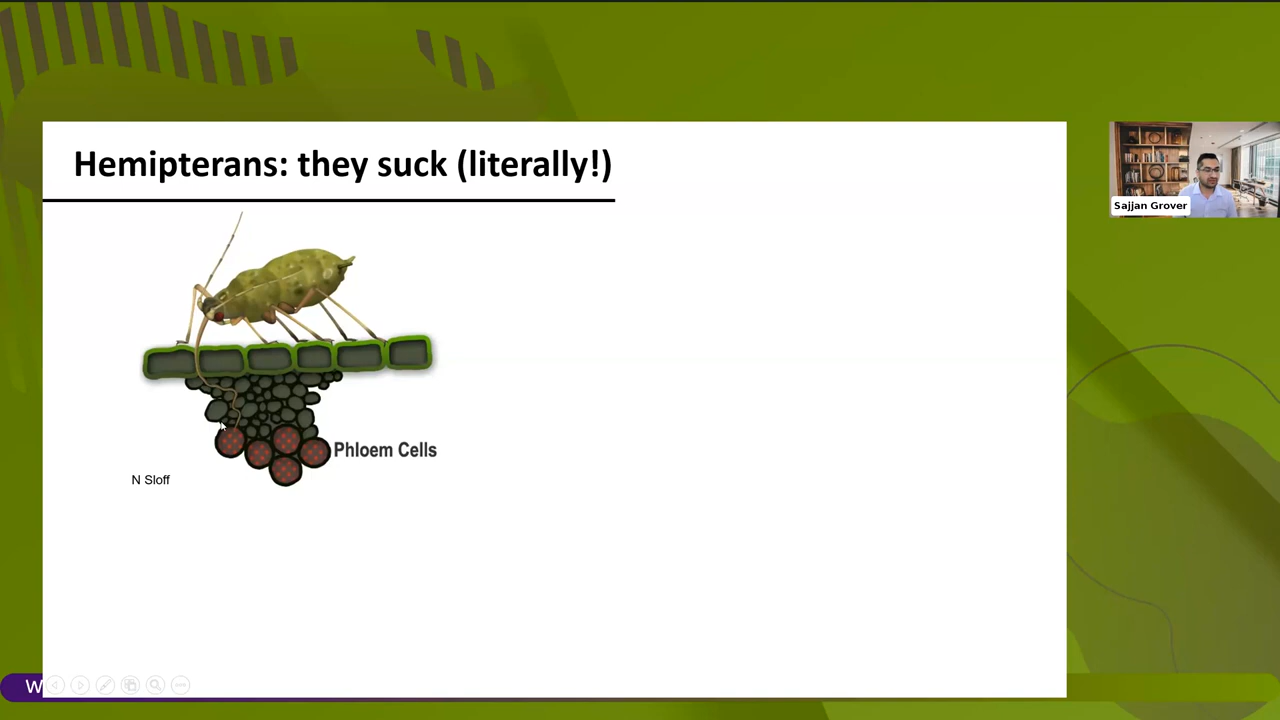 Hemipterans: they suck (literally!)
Sajjan Grover
Phloem Cells
N Sloff
W